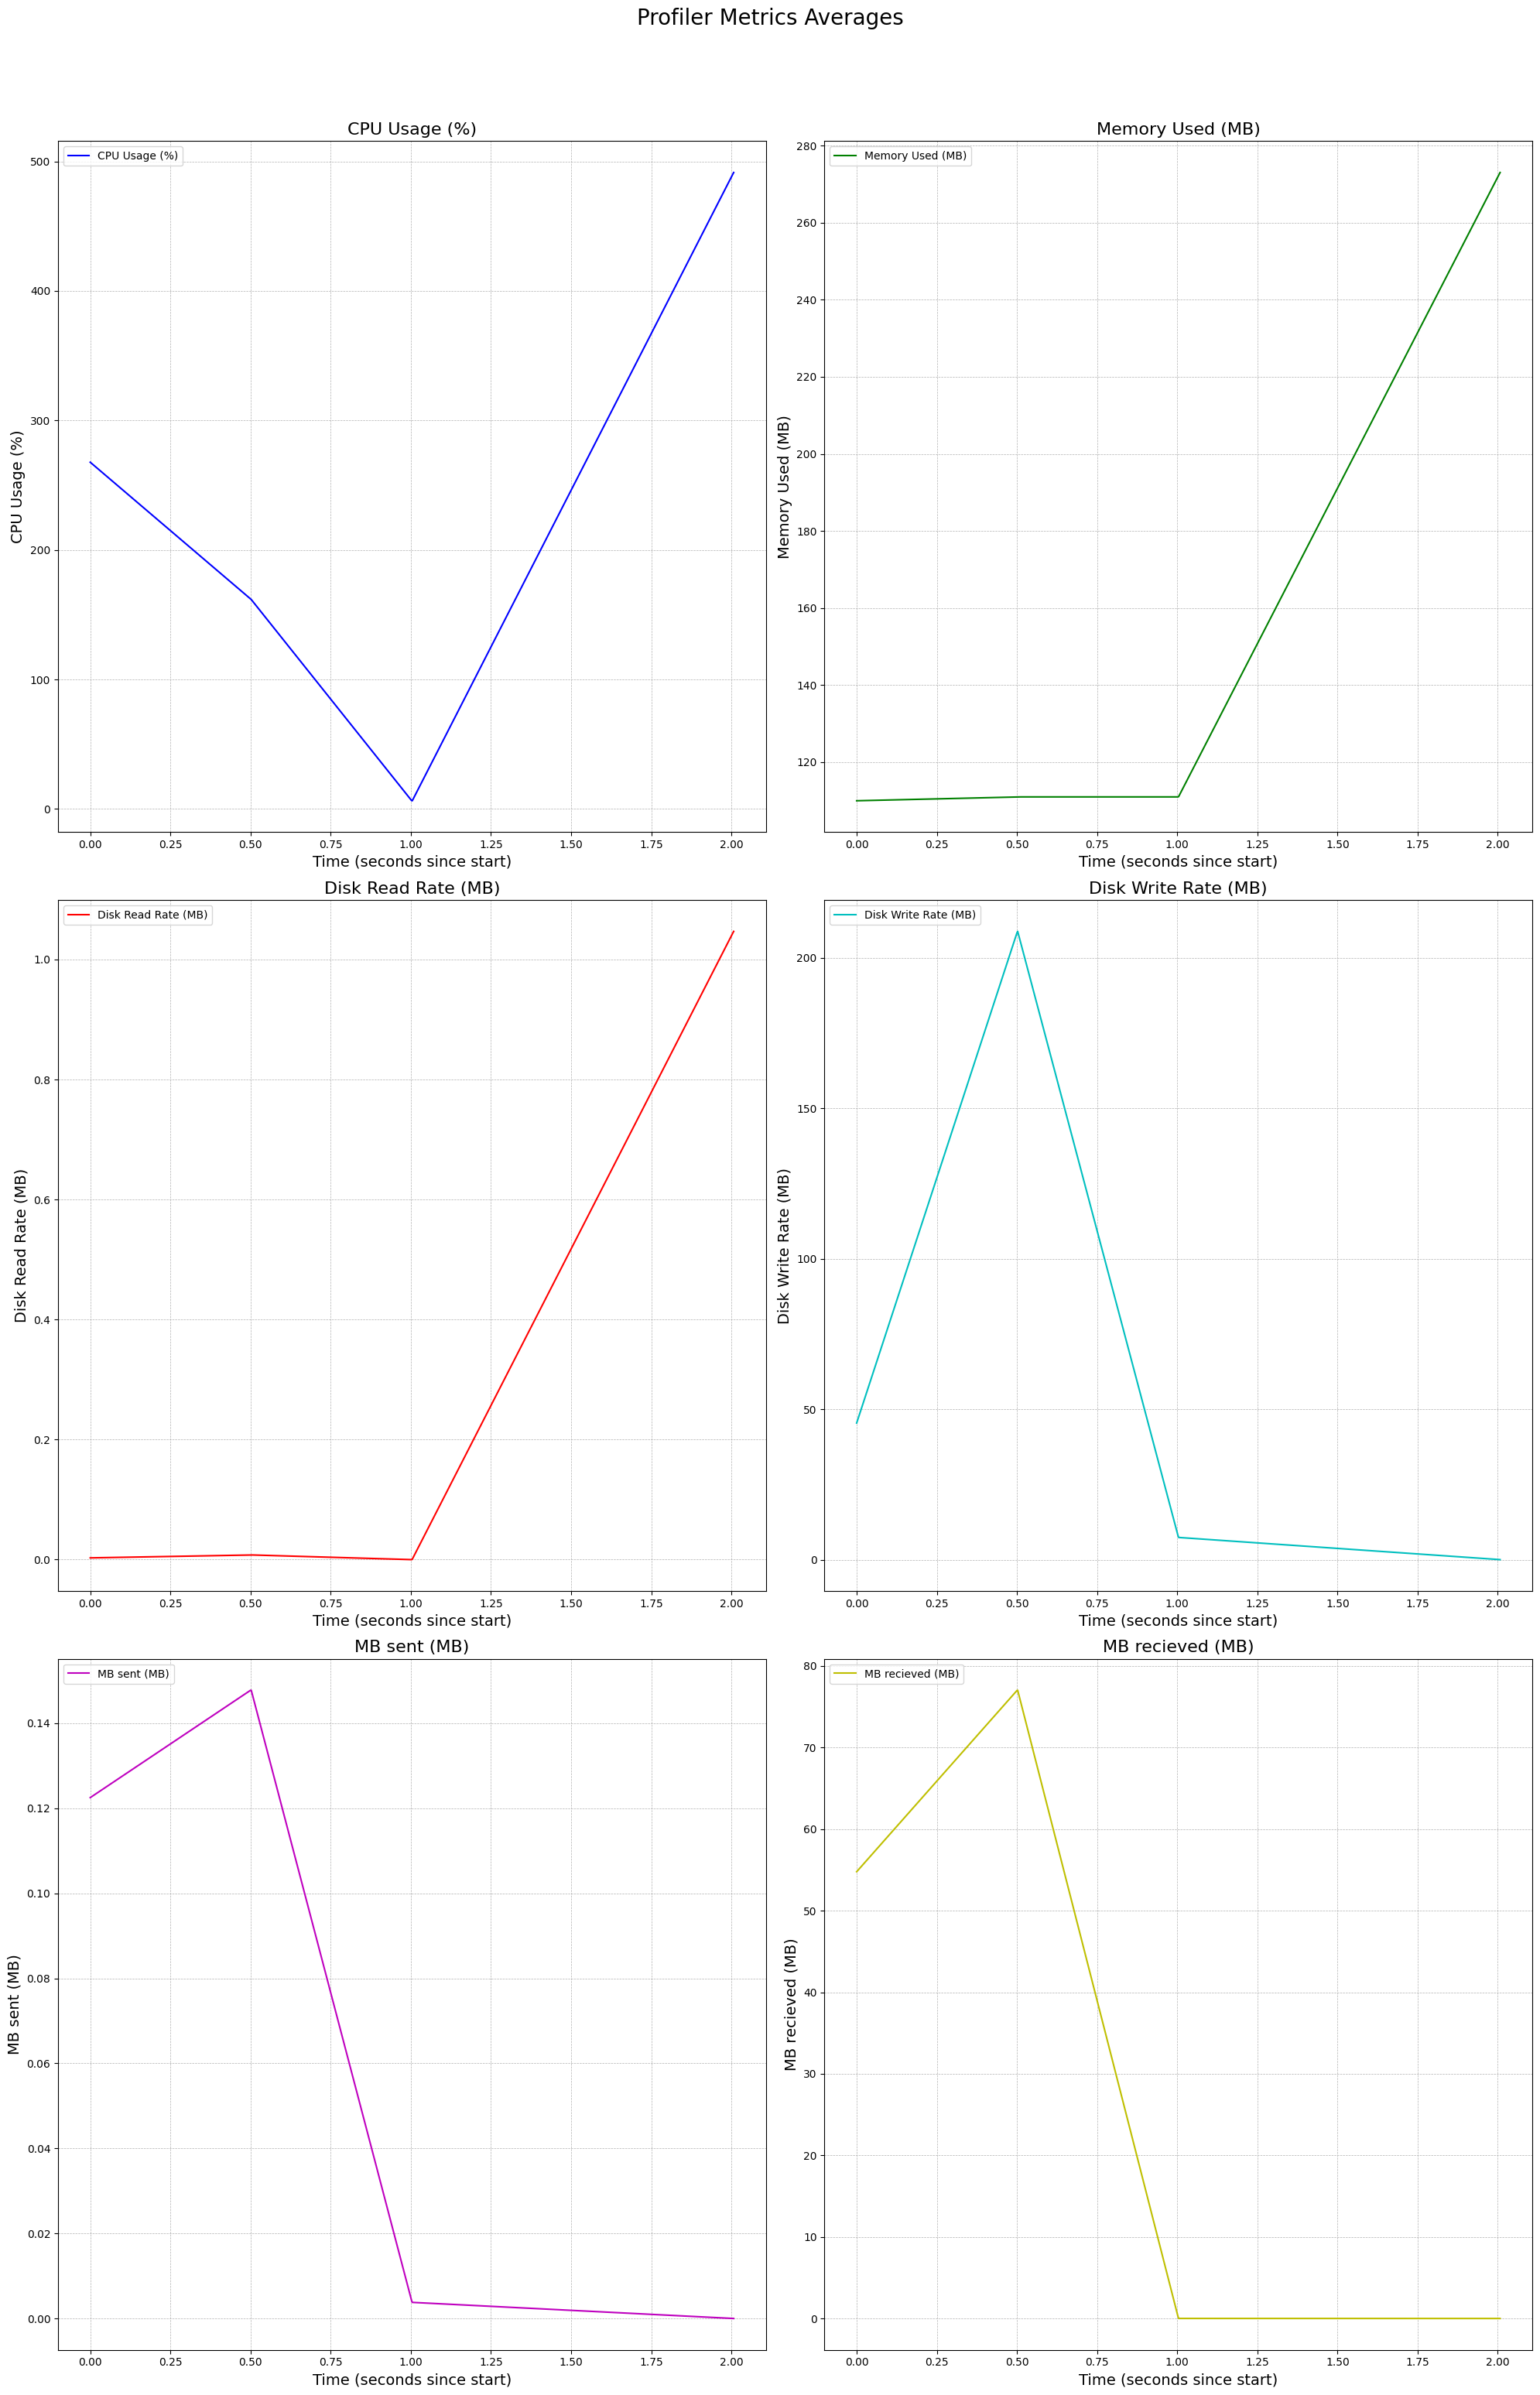 Profiler Metrics Averages
CPU Usage (%)
CPU Usage (%)
CPU Usage (%)
500
400
300
200
100
0
0.00 0.25 0.50 0.75 1.00 1.25 1.50 1.75 2.00
Time (seconds since start)
Memory Used (MB)
Memory Used (MB)
Memory Used (MB)
280
260
240
220
200
180
160
140
120
0.00 0.25 0.50 0.75 1.00 1.25 1.50 1.75 2.00
Time (seconds since start)
Disk Read Rate (MB)
Disk Read Rate (MB)
Disk Read Rate (MB)
1.0
0.8
0.6
0.4
0.2
0.0
0.00 0.25 0.50 0.75 1.00 1.25 1.50 1.75 2.00
Time (seconds since start)
Disk Write Rate (MB)
Disk Write Rate (MB)
Disk Write Rate (MB)
200
150
100
50
0
0.00 0.25 0.50 0.75 1.00 1.25 1.50 1.75 2.00
Time (seconds since start)
MB sent (MB)
MB sent (MB)
MB sent (MB)
0.14
0.12
0.10
0.08
0.06
0.04
0.02
0.00
0.00 0.25 0.50 0.75 1.00 1.25 1.50 1.75 2.00
Time (seconds since start)
MB recieved (MB)
MB recieved (MB)
MB recieved (MB)
80
70
60
50
40
30
20
10
0
0.00 0.25 0.50 0.75 1.00 1.25 1.50 1.75 2.00
Time (seconds since start)